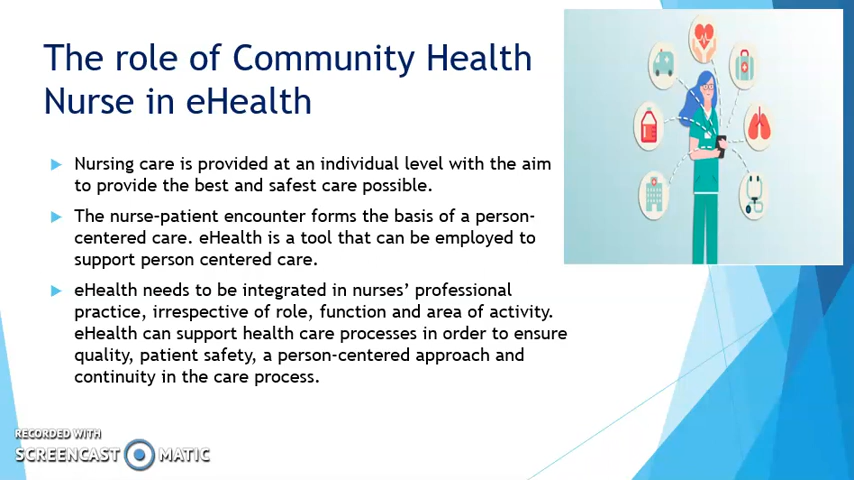 The role of Community Health
Nurse in eHealth
Nursing care is provided at an individual level with the aim
to provide the best and safest care possible.
The nurse-patient encounter forms the basis of a person-
centered care. eHealth is a tool that can be employed to
support person centered care.
eHealth needs to be integrated in nurses’ professional
practice, irrespective of role, function and area of activity.
eHealth can support health care processes in order to ensure
quality, patient safety, a person-centered approach and
continuity in the care process.
RECORDED WITH
SCREENCAST MATIC